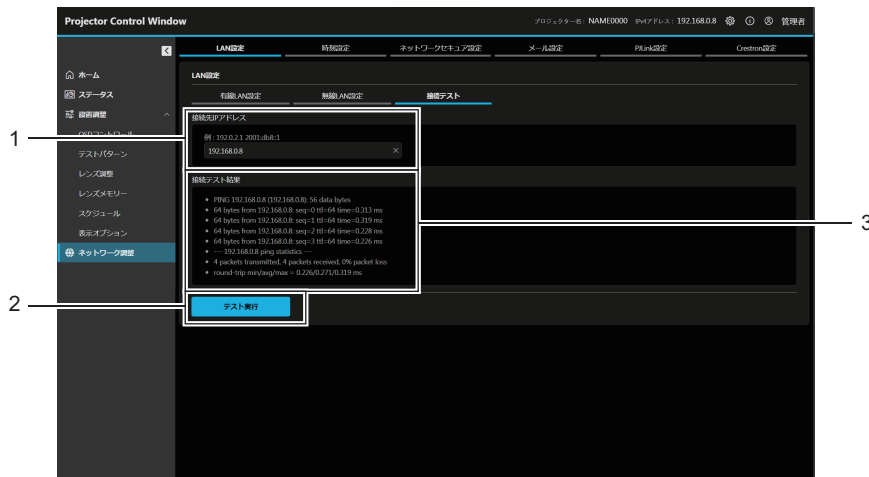 Projector Control Window
プロジェクター名: NAME0000 IPv4アドレス: 192.168.0.8 管理者
LAN設定 時刻設定 ネットワークセキュア設定 メール設定 PJLink設定 Crestron設定
ホーム
ステータス
設置調整
OSDコントロール
テストパターン
レンズ調整
レンズメモリー
スケジュール
表示オプション
ネットワーク調整
LAN設定
有線LAN設定 無線LAN設定 接続テスト
1
接続先IPアドレス
例 : 192.0.2.1 2001:db8::1
192.168.0.8
接続テスト結果
PING 192.168.0.8 (192.168.0.8): 56 data bytes
64 bytes from 192.168.0.8: seq=0 ttl=64 time=0.313 ms
64 bytes from 192.168.0.8: seq=1 ttl=64 time=0.319 ms
64 bytes from 192.168.0.8: seq=2 ttl=64 time=0.228 ms
64 bytes from 192.168.0.8: seq=3 ttl=64 time=0.226 ms
--- 192.168.0.8 ping statistics ---
4 packets transmitted, 4 packets received, 0% packet loss
round-trip min/avg/max = 0.226/0.271/0.319 ms
3
2
テスト実行